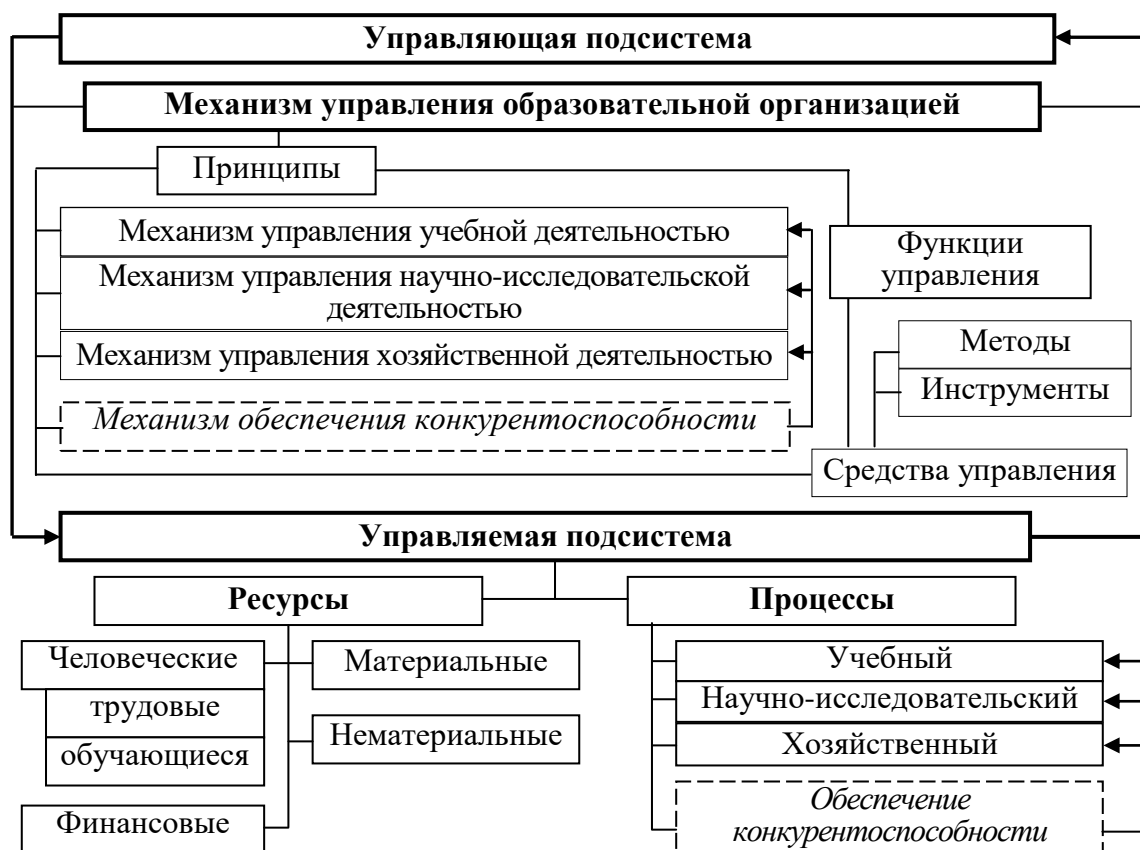 Управляющая подсистема
Механизм управления образовательной организацией
Принципы
Механизм управления учебной деятельностью
Механизм управления научно-исследовательской
деятельностью
Механизм управления хозяйственной деятельностью
Механизм обеспечения конкурентоспособности
Функции
управления
Методы
Инструменты
Средства управления
Управляемая подсистема
Ресурсы
Человеческие
трудовые
обучающиеся
Финансовые
Материальные
Нематериальные
Процессы
Учебный
Научно-исследовательский
Хозяйственный
Обеспечение
конкурентоспособности